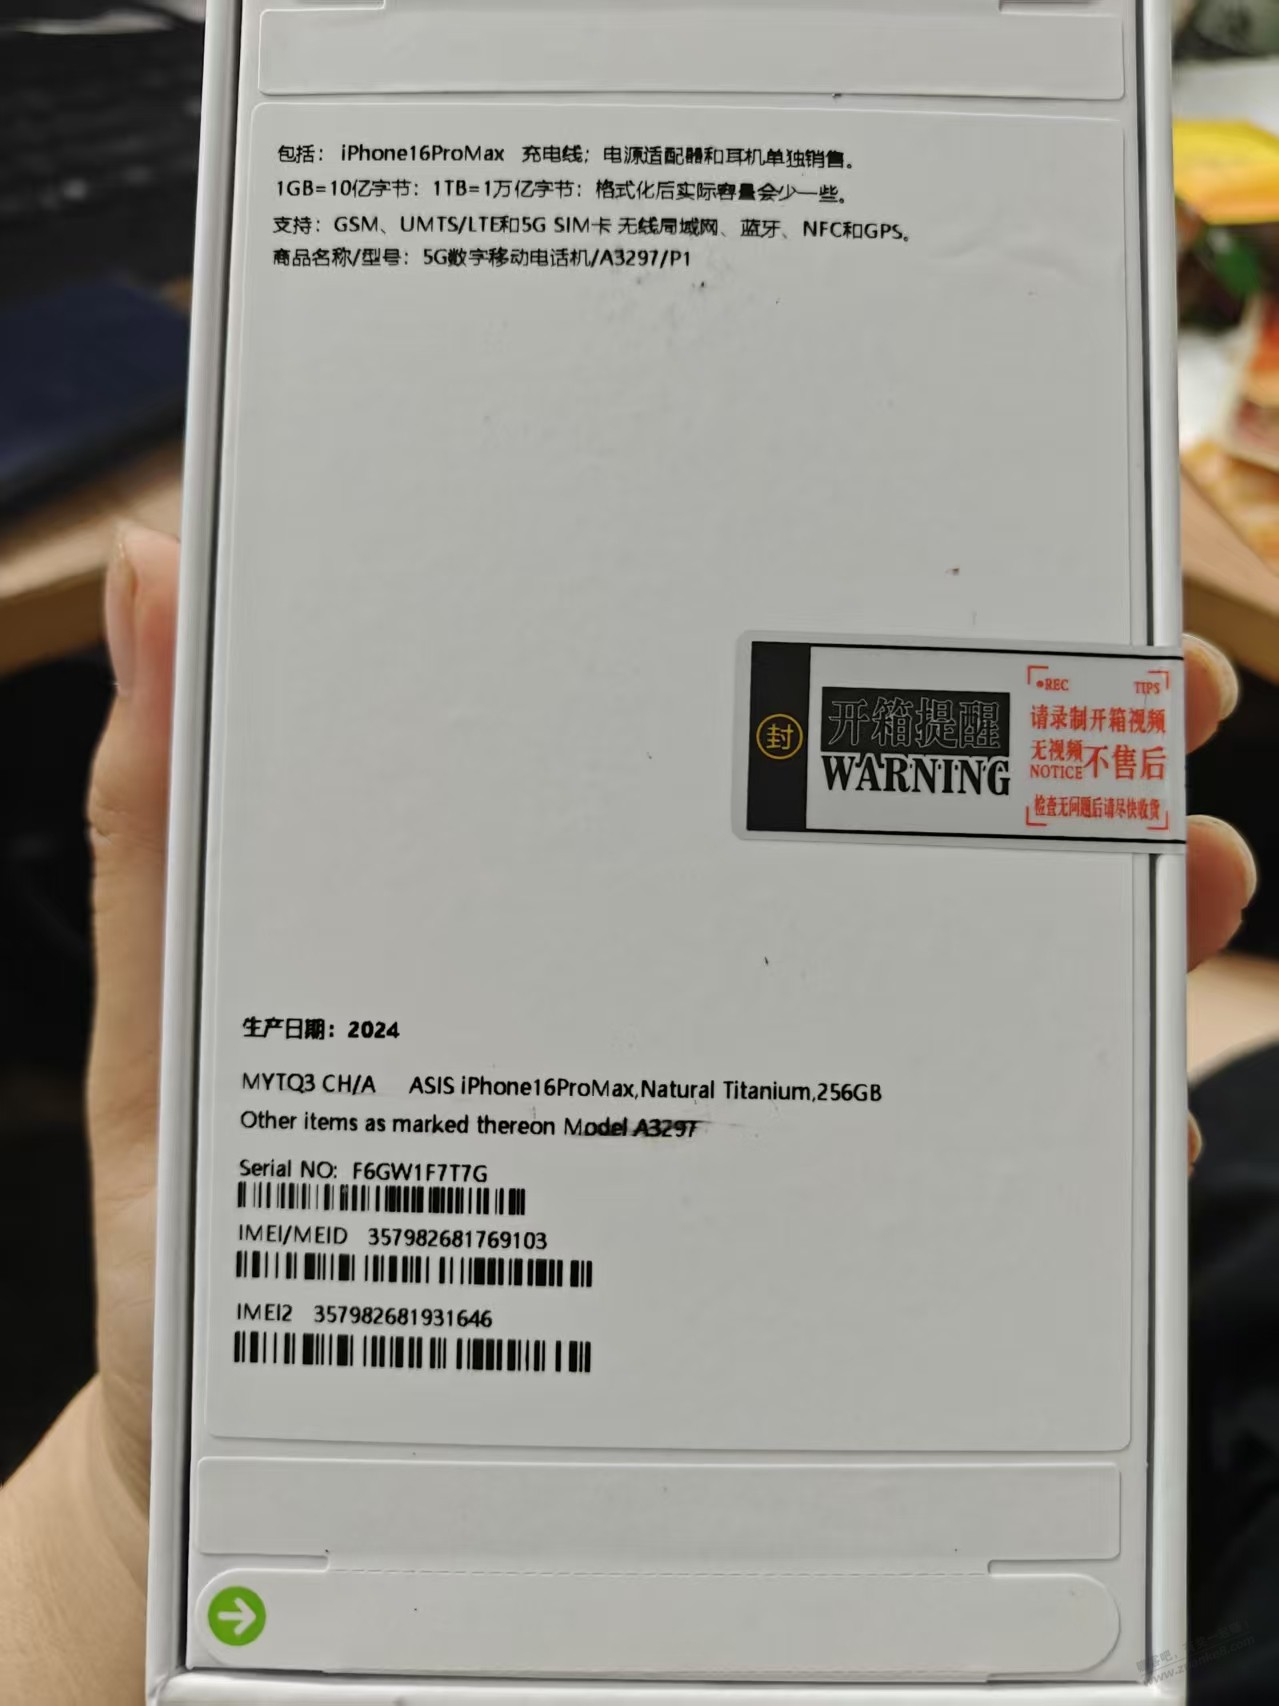 包括： iPhone16ProMax 充电线；电源适配器和耳机单独销售。
1GB=10亿字节；1TB=1万亿字节；格式化后实际容量会少一些。
支持：GSM、UMTS/LTE和5G SIM卡 无线局域网、蓝牙、NFC和GPS。
商品名称/型号：5G数字移动电话机/A3297/P1
封
开箱提醒
WARNING
REC TIPS
请录制开箱视频
无视频
NOTICE
不售后
检查无问题后请尽快收货
生产日期：2024
MYTQ3 CH/A ASIS iPhone16ProMax,Natural Titanium,256GB
Other items as marked thereon Model A3297
Serial NO: F6GW1F7T7G
IMEI/MEID 357982681769103
IMEI2 357982681931646